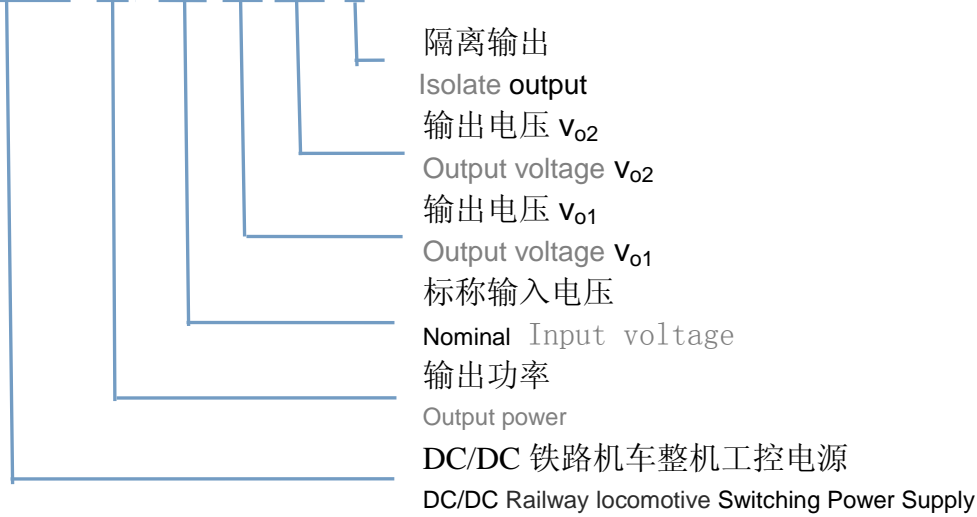 隔离输出
Isolate output
输出电压 vo2
Output voltage vo2
输出电压 vo1
Output voltage vo1
标称输入电压
Nominal Input voltage
输出功率
Output power
DC/DC 铁路机车整机工控电源
DC/DC Railway locomotive Switching Power Supply